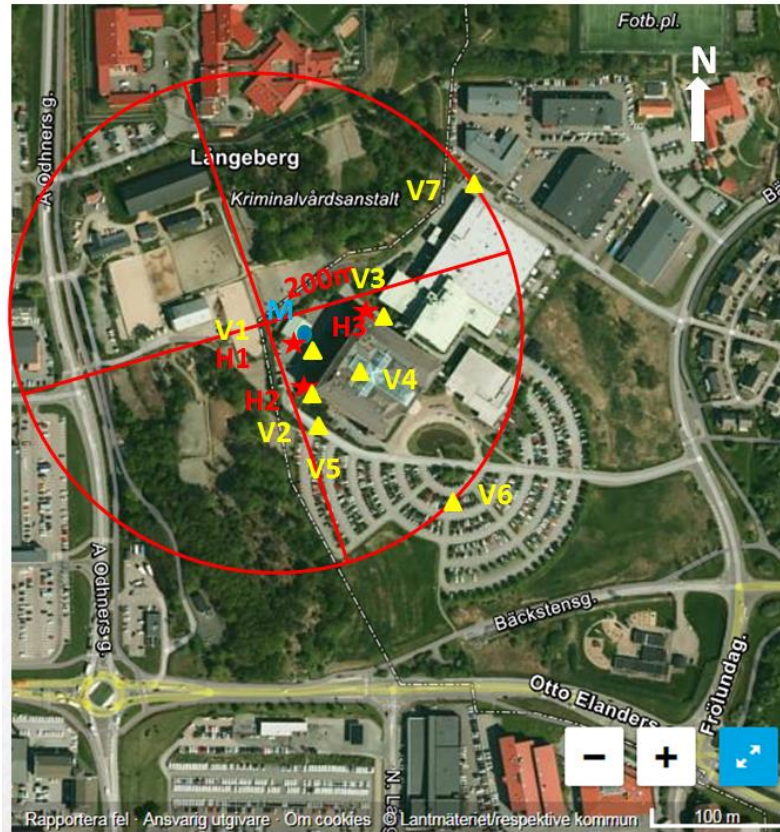 Fotb.pl.
N
A Odhners g.
Långeberg
Kriminalvårdsanstalt
V7
200m
V3
M
V1
H1
H3
V4
H2
V2
V5
V6
A Odhners g.
Bäckstensg.
Otto Elanders
Frölundag.
N. Lag
− +
Rapportera fel · Ansvarig utgivare · Om cookies © Lantmäteriet/respektive kommun 100 m